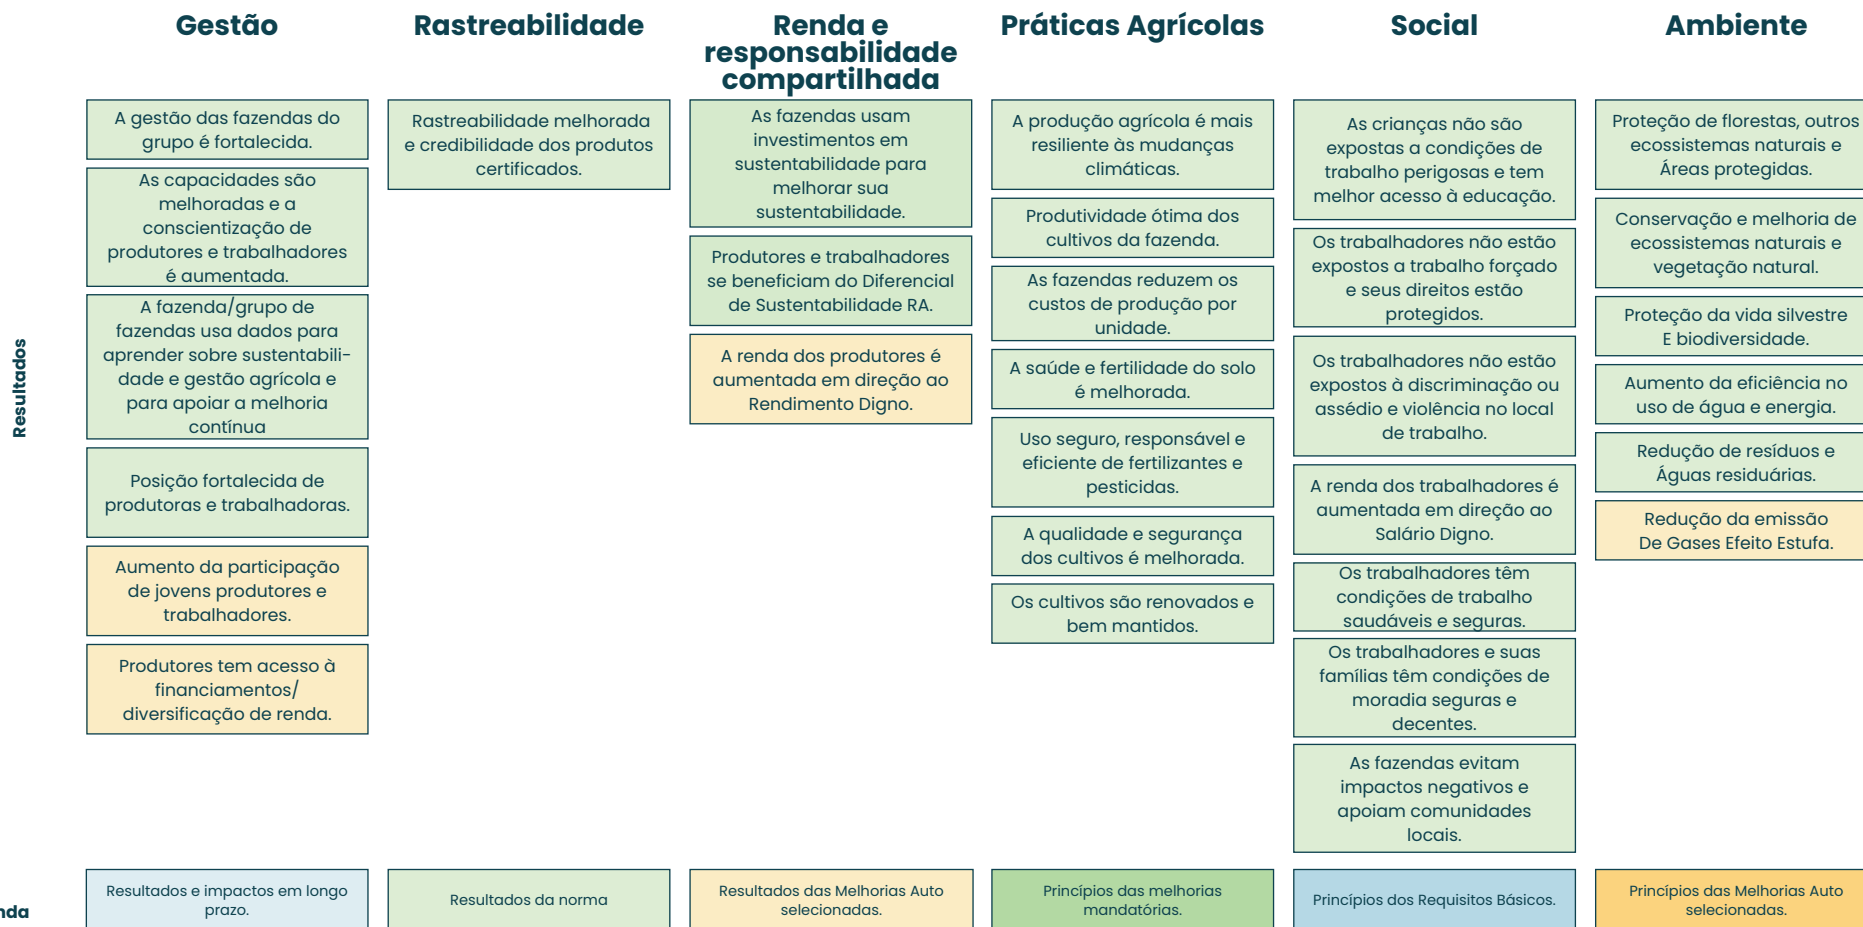 Gestão
Rastreabilidade
Renda e
responsabilidade
compartilhada
Práticas Agrícolas
Social
Ambiente
Resultados
A gestão das fazendas do
grupo é fortalecida.
As capacidades são
melhoradas e a
conscientização de
produtores e trabalhadores
é aumentada.
A fazenda/grupo de
fazendas usa dados para
aprender sobre sustentabili-
dade e gestão agrícola e
para apoiar a melhoria
contínua
Posição fortalecida de
produtoras e trabalhadoras.
Aumento da participação
de jovens produtores e
trabalhadores.
Produtores tem acesso à
financiamentos/
diversificação de renda.
Rastreabilidade melhorada
e credibilidade dos produtos
certificados.
As fazendas usam
investimentos em
sustentabilidade para
melhorar sua
sustentabilidade.
Produtores e trabalhadores
se beneficiam do Diferencial
de Sustentabilidade RA.
A renda dos produtores é
aumentada em direção ao
Rendimento Digno.
A produção agrícola é mais
resiliente às mudanças
climáticas.
Produtividade ótima dos
cultivos da fazenda.
As fazendas reduzem os
custos de produção por
unidade.
A saúde e fertilidade do solo
é melhorada.
Uso seguro, responsável e
eficiente de fertilizantes e
pesticidas.
A qualidade e segurança
dos cultivos é melhorada.
Os cultivos são renovados e
bem mantidos.
As crianças não são
expostas a condições de
trabalho perigosas e tem
melhor acesso à educação.
Os trabalhadores não estão
expostos a trabalho forçado
e seus direitos estão
protegidos.
Os trabalhadores não estão
expostos à discriminação ou
assédio e violência no local
de trabalho.
A renda dos trabalhadores é
aumentada em direção ao
Salário Digno.
Os trabalhadores têm
condições de trabalho
saudáveis e seguras.
Os trabalhadores e suas
famílias têm condições de
moradia seguras e
decentes.
As fazendas evitam
impactos negativos e
apoiam comunidades
locais.
Proteção de florestas, outros
ecossistemas naturais e
Áreas protegidas.
Conservação e melhoria de
ecossistemas naturais e
vegetação natural.
Proteção da vida silvestre
E biodiversidade.
Aumento da eficiência no
uso de água e energia.
Redução de resíduos e
Águas residuárias.
Redução da emissão
De Gases Efeito Estufa.
nda
Resultados e impactos em longo
prazo.
Resultados da norma
Resultados das Melhorias Auto
selecionadas.
Princípios das melhorias
mandatórias.
Princípios dos Requisitos Básicos.
Princípios das Melhorias Auto
selecionadas.